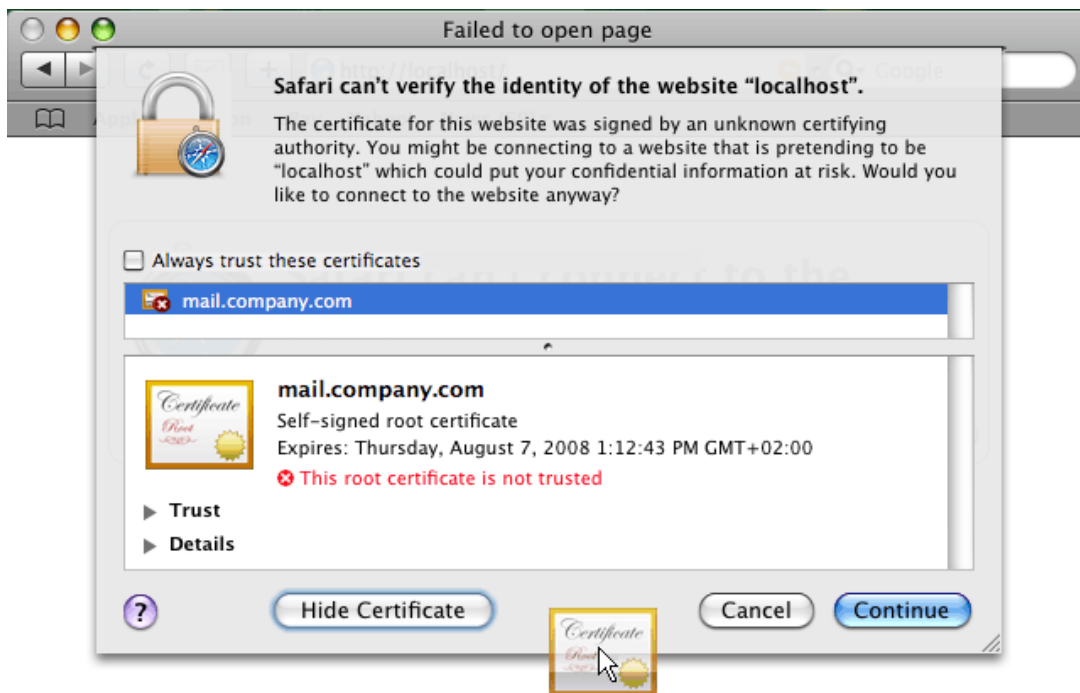 Failed to open page
http://localhost/
Google
Safari can't verify the identity of the website “localhost”.
The certificate for this website was signed by an unknown certifying
authority. You might be connecting to a website that is pretending to be
“localhost” which could put your confidential information at risk. Would you
like to connect to the website anyway?
Always trust these certificates
mail.company.com
Certificate
Root
mail.company.com
Self-signed root certificate
Expires: Thursday, August 7, 2008 1:12:43 PM GMT+02:00
This root certificate is not trusted
Trust
Details
?
Hide Certificate
Cancel
Continue
Certificate
Root